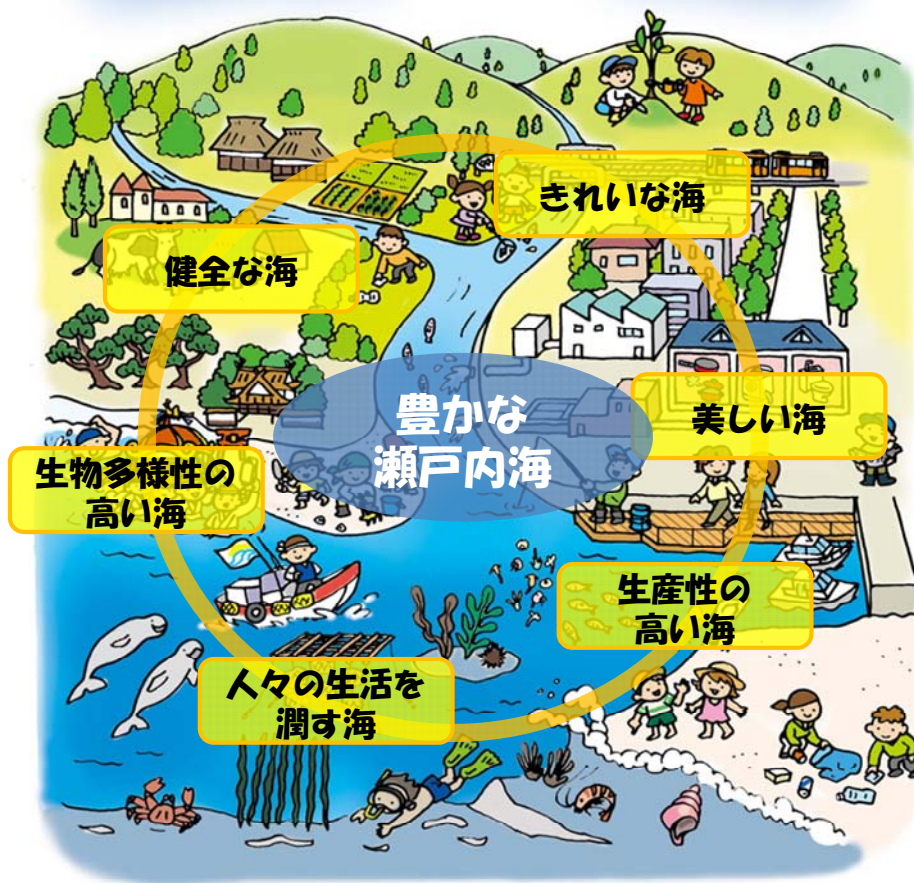 きれいな海
健全な海
豊かな
瀬戸内海
美しい海
生物多様性の
高い海
生産性の
高い海
人々の生活を
潤す海